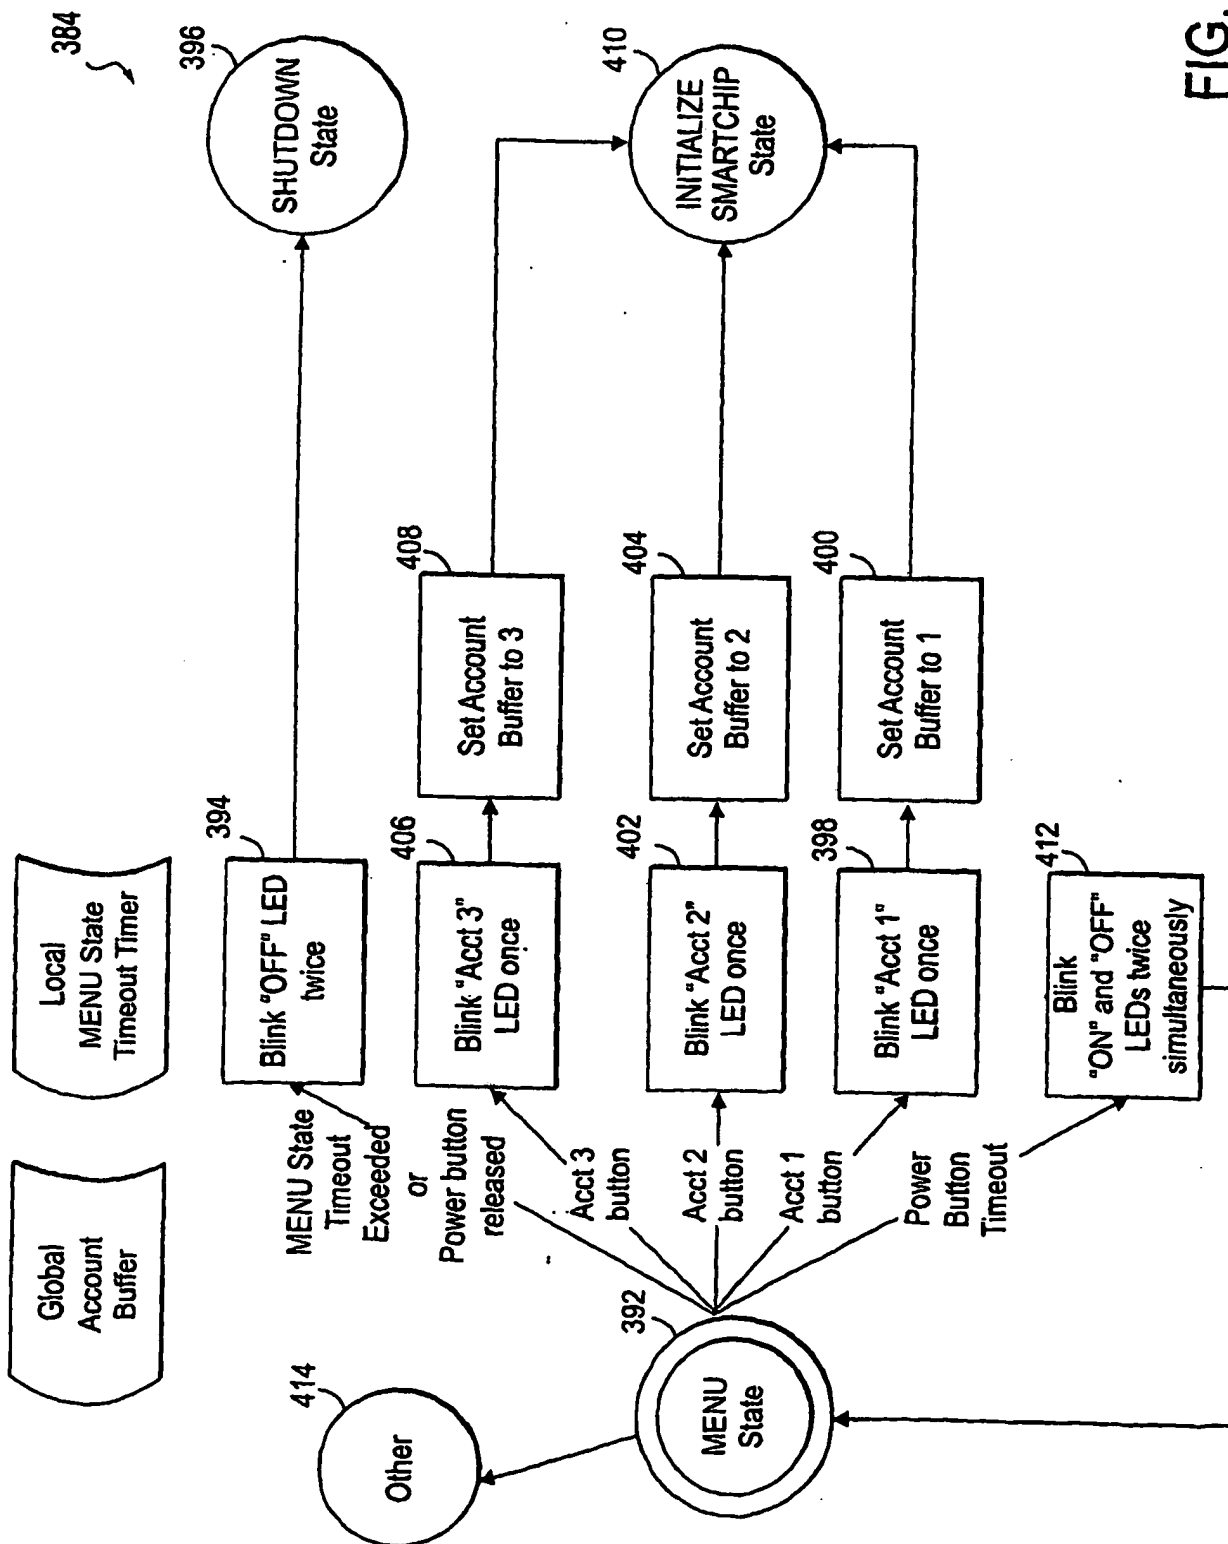 384
Global
Account
Buffer
Local
MENU State
Timeout Timer
414
Other
392
MENU
State
MENU State
Timeout
Exceeded
or
Power button
released
394
Blink "OFF" LED
twice
396
SHUTDOWN
State
Acct 3
button
406
Blink "Acct 3"
LED once
408
Set Account
Buffer to 3
Acct 2
button
402
Blink "Acct 2"
LED once
404
Set Account
Buffer to 2
410
INITIALIZE
SMARTCHIP
State
Acct 1
button
398
Blink "Acct 1"
LED once
400
Set Account
Buffer to 1
Power
Button
Timeout
412
Blink
"ON" and "OFF"
LEDs twice
simultaneously
FIG.